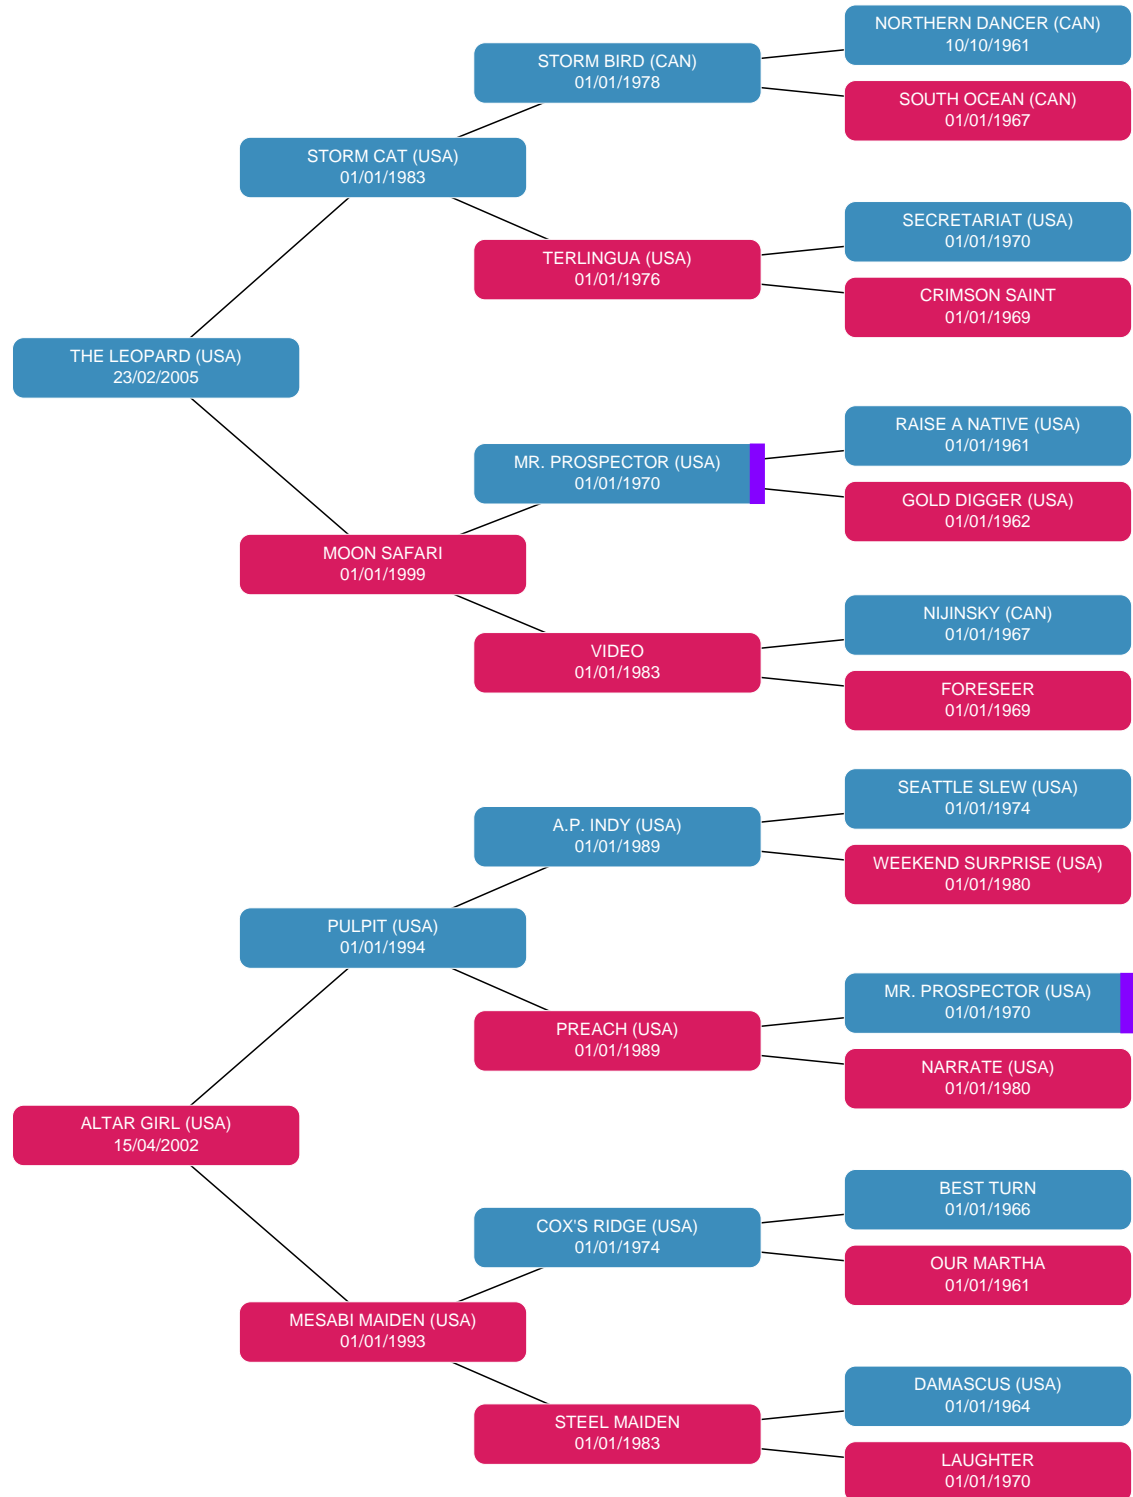 NORTHERN DANCER (CAN)
10/10/1961
STORM BIRD (CAN)
01/01/1978
SOUTH OCEAN (CAN)
01/01/1967
STORM CAT (USA)
01/01/1983
SECRETARIAT (USA)
01/01/1970
TERLINGUA (USA)
01/01/1976
CRIMSON SAINT
01/01/1969
THE LEOPARD (USA)
23/02/2005
RAISE A NATIVE (USA)
01/01/1961
MR. PROSPECTOR (USA)
01/01/1970
GOLD DIGGER (USA)
01/01/1962
MOON SAFARI
01/01/1999
NIJINSKY (CAN)
01/01/1967
VIDEO
01/01/1983
FORESEER
01/01/1969
SEATTLE SLEW (USA)
01/01/1974
A.P. INDY (USA)
01/01/1989
WEEKEND SURPRISE (USA)
01/01/1980
PULPIT (USA)
01/01/1994
MR. PROSPECTOR (USA)
01/01/1970
PREACH (USA)
01/01/1989
NARRATE (USA)
01/01/1980
ALTAR GIRL (USA)
15/04/2002
BEST TURN
01/01/1966
COX'S RIDGE (USA)
01/01/1974
OUR MARTHA
01/01/1961
MESABI MAIDEN (USA)
01/01/1993
DAMASCUS (USA)
01/01/1964
STEEL MAIDEN
01/01/1983
LAUGHTER
01/01/1970